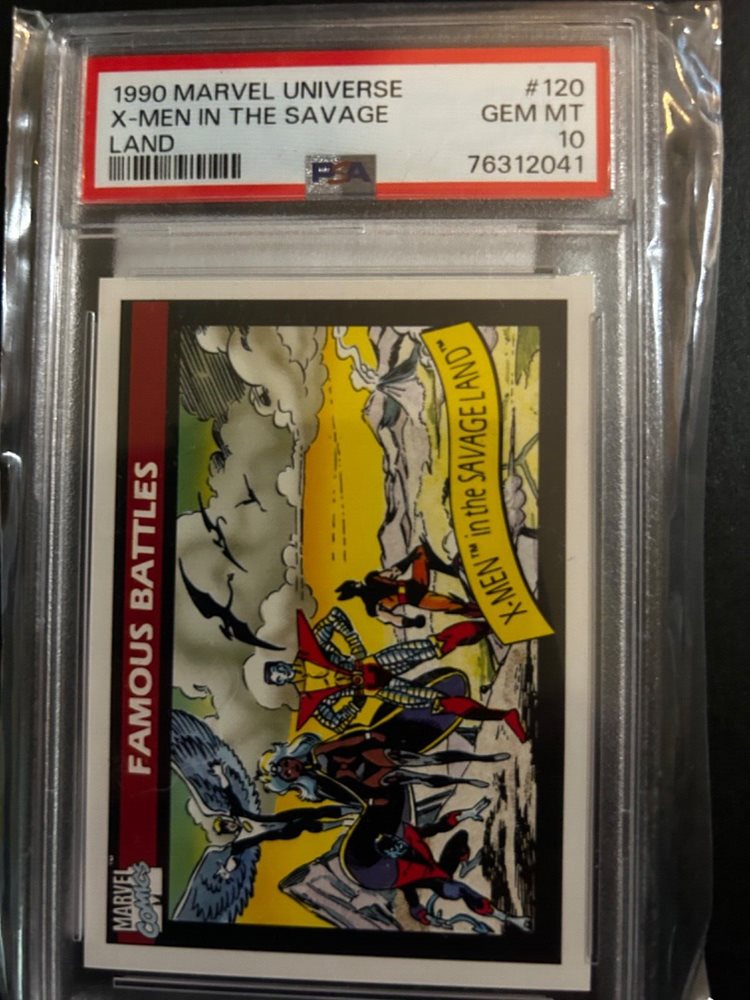 1990 MARVEL UNIVERSE #120
X-MEN IN THE SAVAGE GEM MT
LAND 10
76312041
PSA
MARVEL COMICS
FAMOUS BATTLES
X-MEN™ in the SAVAGE LAND™